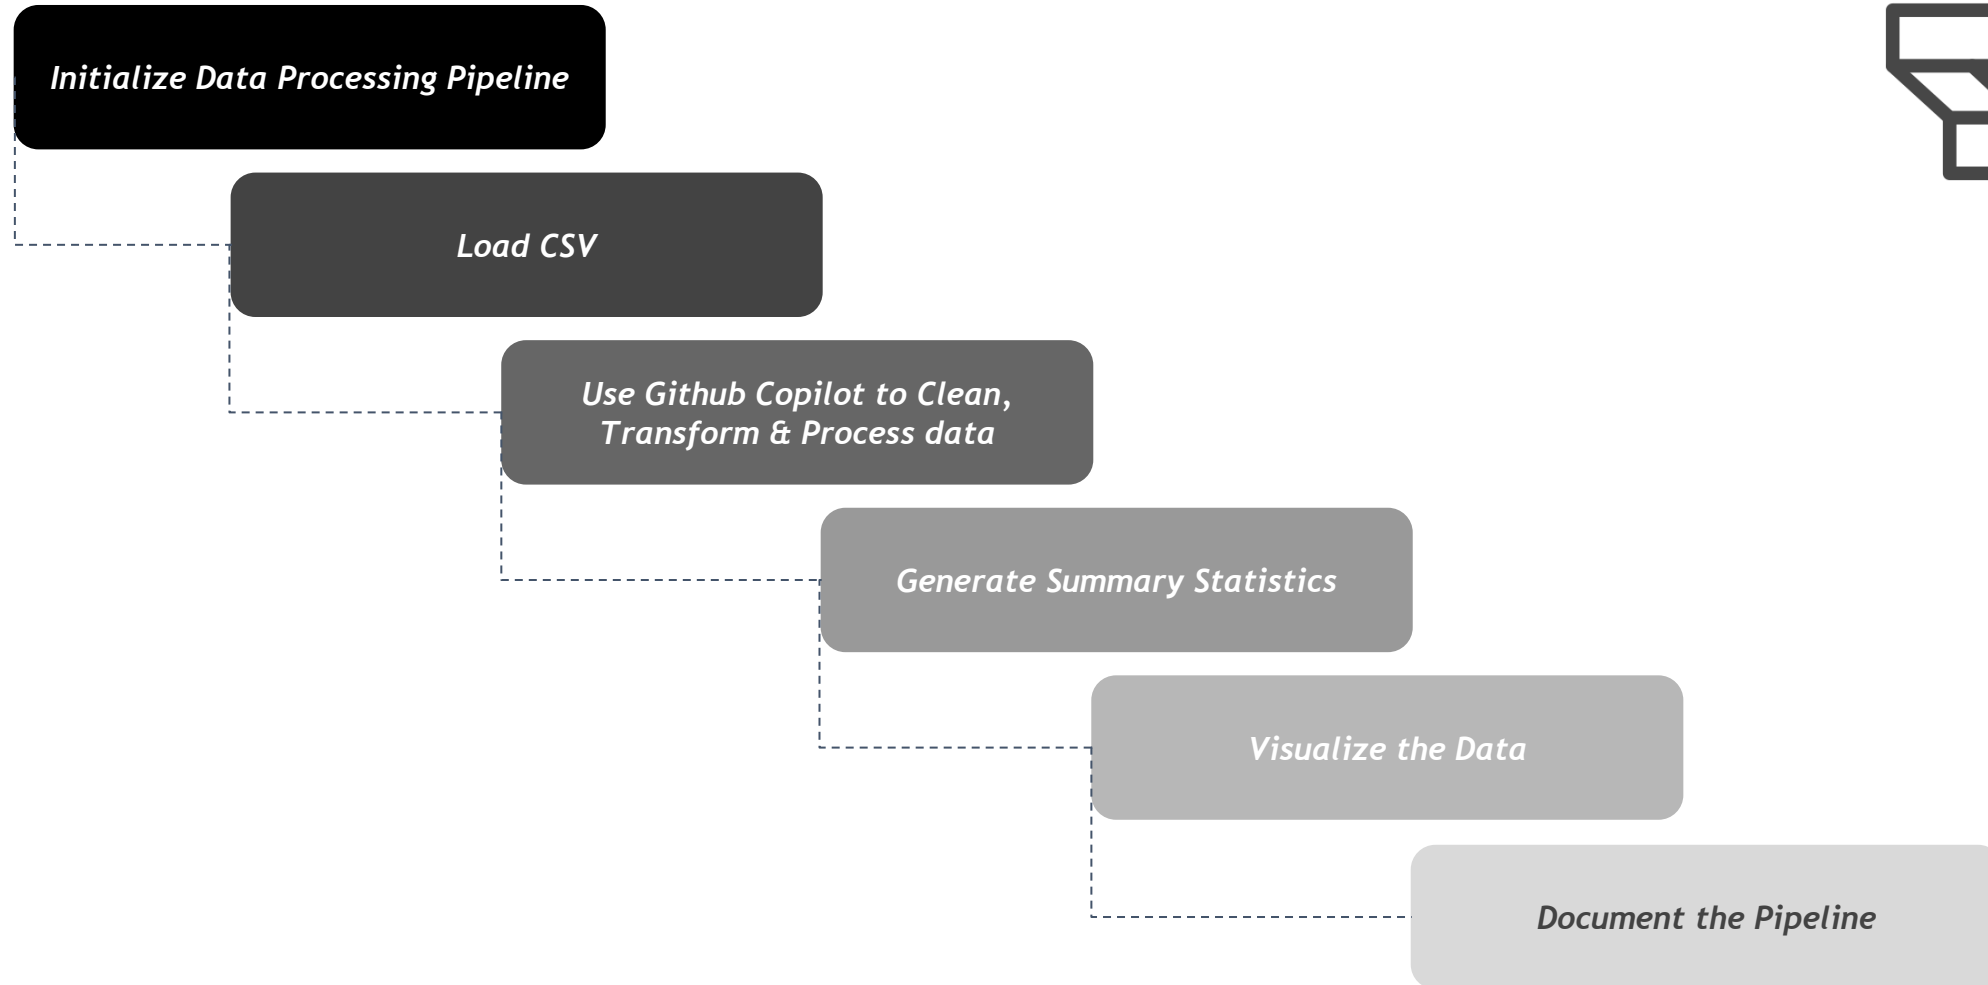 Initialize Data Processing Pipeline
Load CSV
Use Github Copilot to Clean,
Transform & Process data
Generate Summary Statistics
Visualize the Data
Document the Pipeline